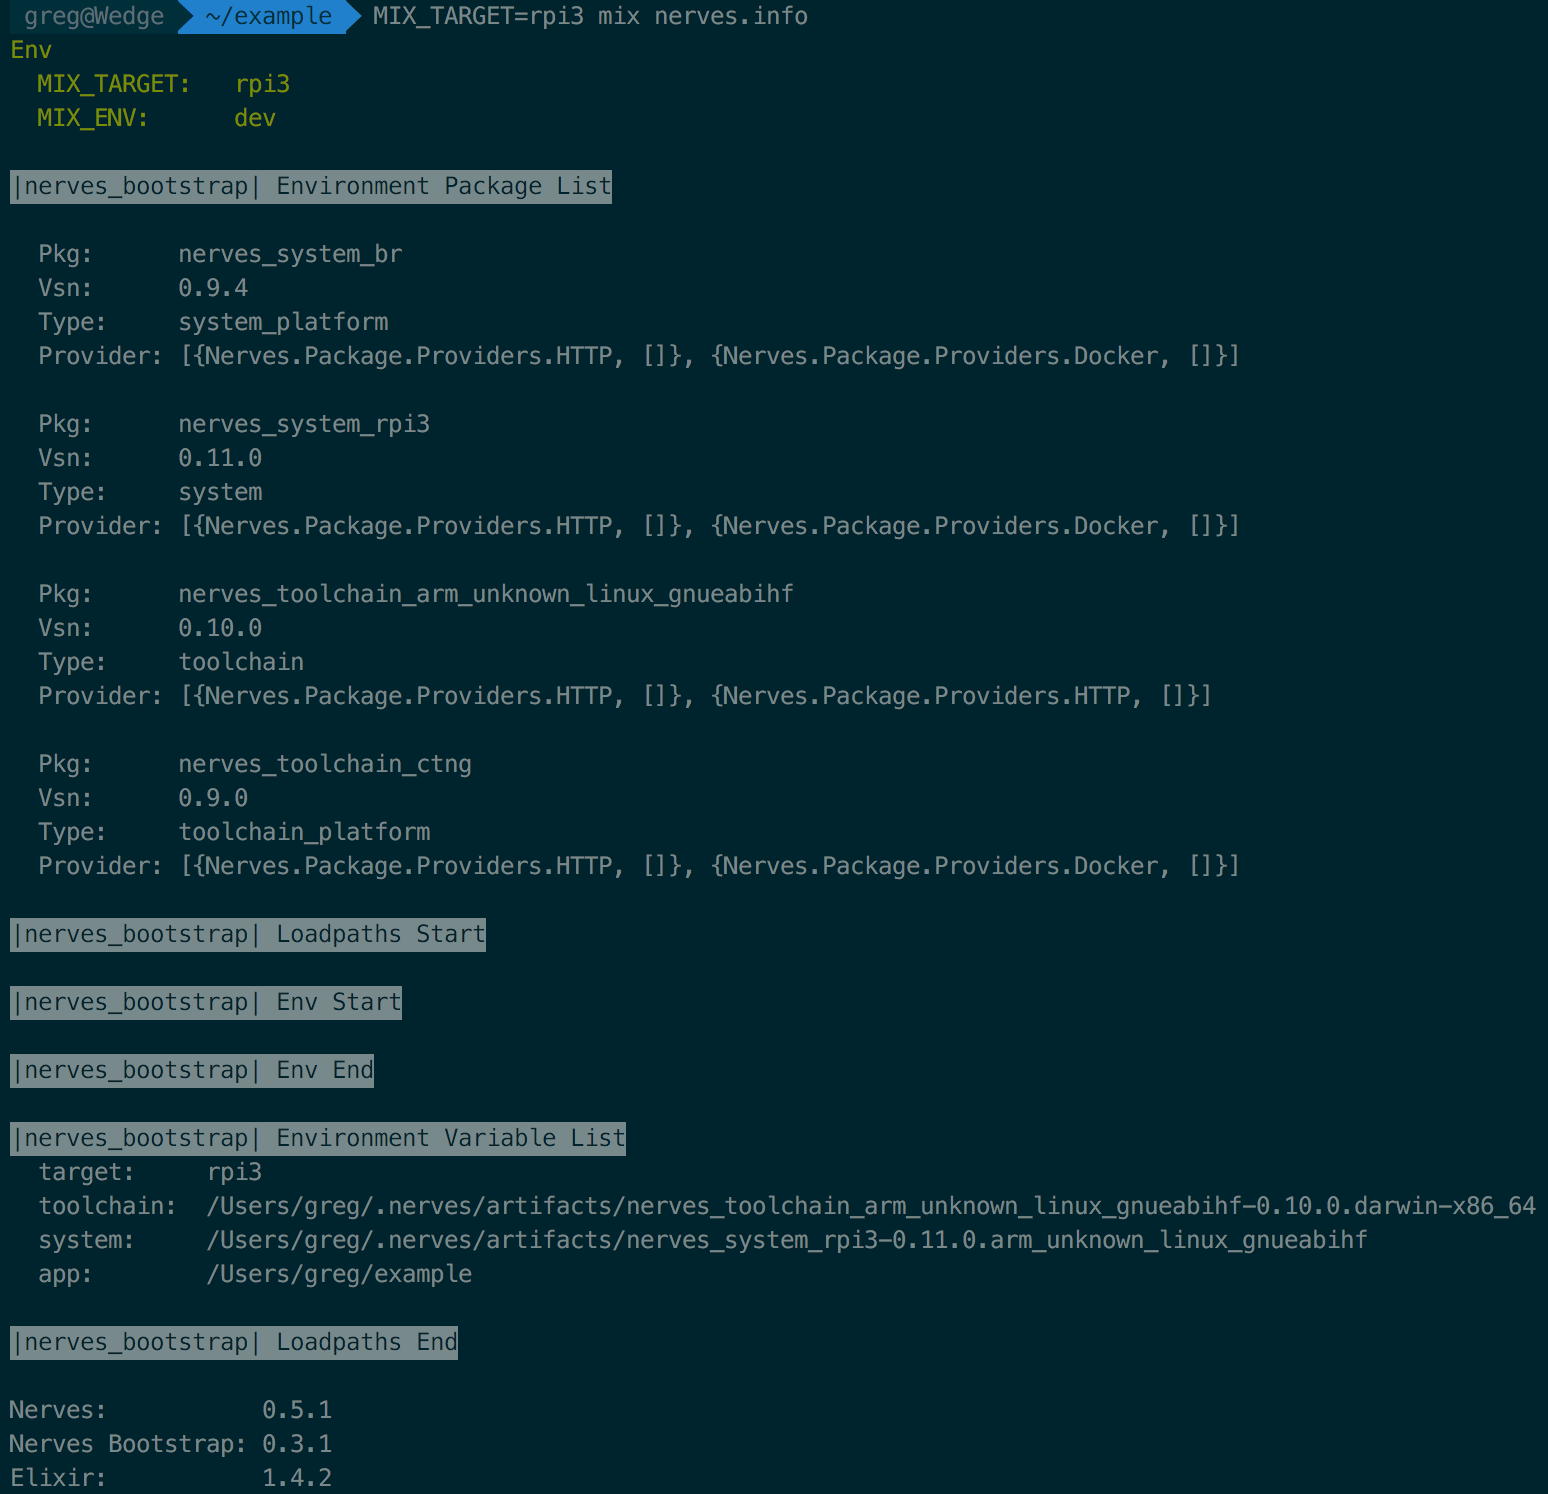 greg@Wedge ~/example MIX_TARGET=rpi3 mix nerves.info
Env
MIX_TARGET: rpi3
MIX_ENV: dev
|nerves_bootstrap| Environment Package List
Pkg: nerves_system_br
Vsn: 0.9.4
Type: system_platform
Provider: [{Nerves.Package.Providers.HTTP, []}, {Nerves.Package.Providers.Docker, []}]
Pkg: nerves_system_rpi3
Vsn: 0.11.0
Type: system
Provider: [{Nerves.Package.Providers.HTTP, []}, {Nerves.Package.Providers.Docker, []}]
Pkg: nerves_toolchain_arm_unknown_linux_gnueabihf
Vsn: 0.10.0
Type: toolchain
Provider: [{Nerves.Package.Providers.HTTP, []}, {Nerves.Package.Providers.HTTP, []}]
Pkg: nerves_toolchain_ctng
Vsn: 0.9.0
Type: toolchain_platform
Provider: [{Nerves.Package.Providers.HTTP, []}, {Nerves.Package.Providers.Docker, []}]
|nerves_bootstrap| Loadpaths Start
|nerves_bootstrap| Env Start
|nerves_bootstrap| Env End
|nerves_bootstrap| Environment Variable List
target: rpi3
toolchain: /Users/greg/.nerves/artifacts/nerves_toolchain_arm_unknown_linux_gnueabihf-0.10.0.darwin-x86_64
system: /Users/greg/.nerves/artifacts/nerves_system_rpi3-0.11.0.arm_unknown_linux_gnueabihf
app: /Users/greg/example
|nerves_bootstrap| Loadpaths End
Nerves: 0.5.1
Nerves Bootstrap: 0.3.1
Elixir: 1.4.2